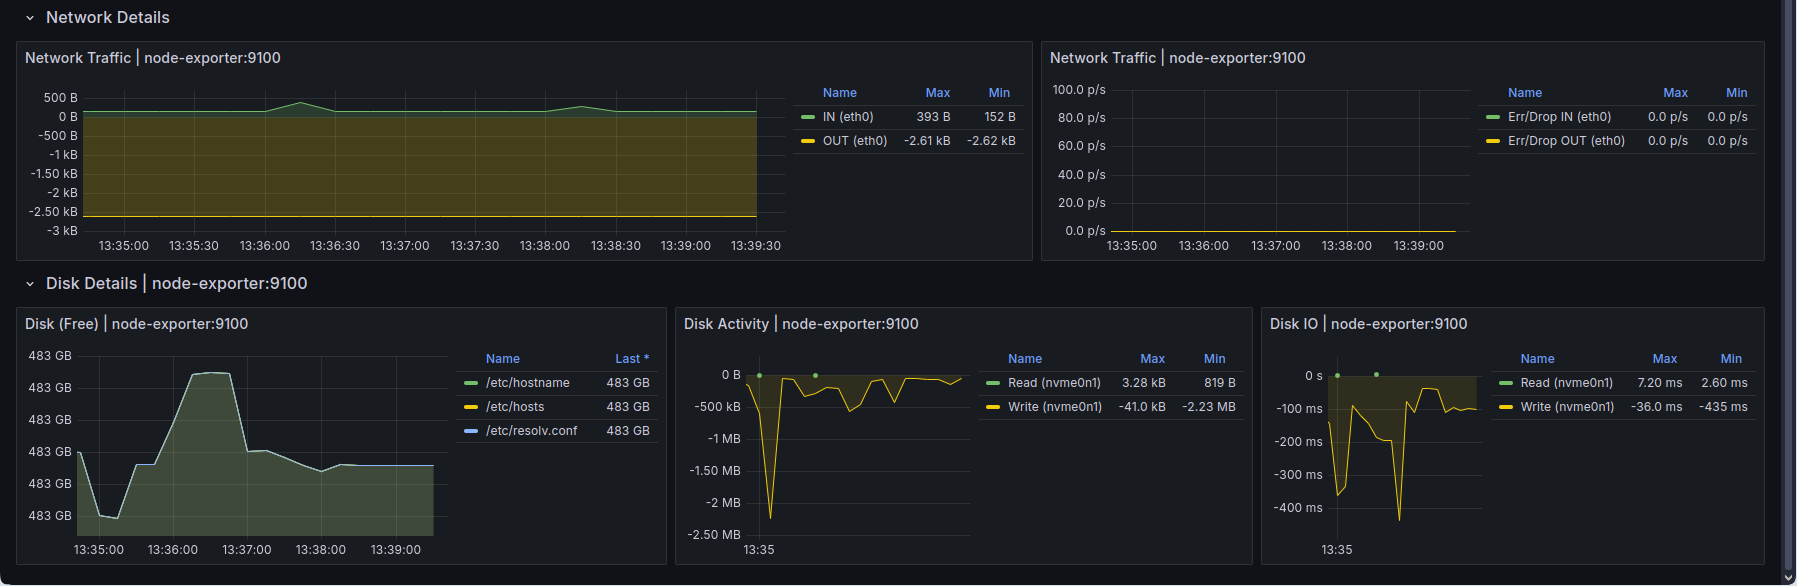 Network Details
Network Traffic | node-exporter:9100
500 B
0 B
-500 B
-1 kB
-1.50 kB
-2 kB
-2.50 kB
-3 kB
13:35:00 13:35:30 13:36:00 13:36:30 13:37:00 13:37:30 13:38:00 13:38:30 13:39:00 13:39:30
Name Max Min
IN (eth0) 393 B 152 B
OUT (eth0) -2.61 kB -2.62 kB
Network Traffic | node-exporter:9100
100.0 p/s
80.0 p/s
60.0 p/s
40.0 p/s
20.0 p/s
0.0 p/s
13:35:00 13:36:00 13:37:00 13:38:00 13:39:00
Name Max Min
Err/Drop IN (eth0) 0.0 p/s 0.0 p/s
Err/Drop OUT (eth0) 0.0 p/s 0.0 p/s
Disk Details | node-exporter:9100
Disk (Free) | node-exporter:9100
483 GB
483 GB
483 GB
483 GB
483 GB
483 GB
13:35:00 13:36:00 13:37:00 13:38:00 13:39:00
Name Last *
/etc/hostname 483 GB
/etc/hosts 483 GB
/etc/resolv.conf 483 GB
Disk Activity | node-exporter:9100
0 B
-500 kB
-1 MB
-1.50 MB
-2 MB
-2.50 MB
13:35
Name Max Min
Read (nvme0n1) 3.28 kB 819 B
Write (nvme0n1) -41.0 kB -2.23 MB
Disk IO | node-exporter:9100
0 s
-100 ms
-200 ms
-300 ms
-400 ms
13:35
Name Max Min
Read (nvme0n1) 7.20 ms 2.60 ms
Write (nvme0n1) -36.0 ms -435 ms